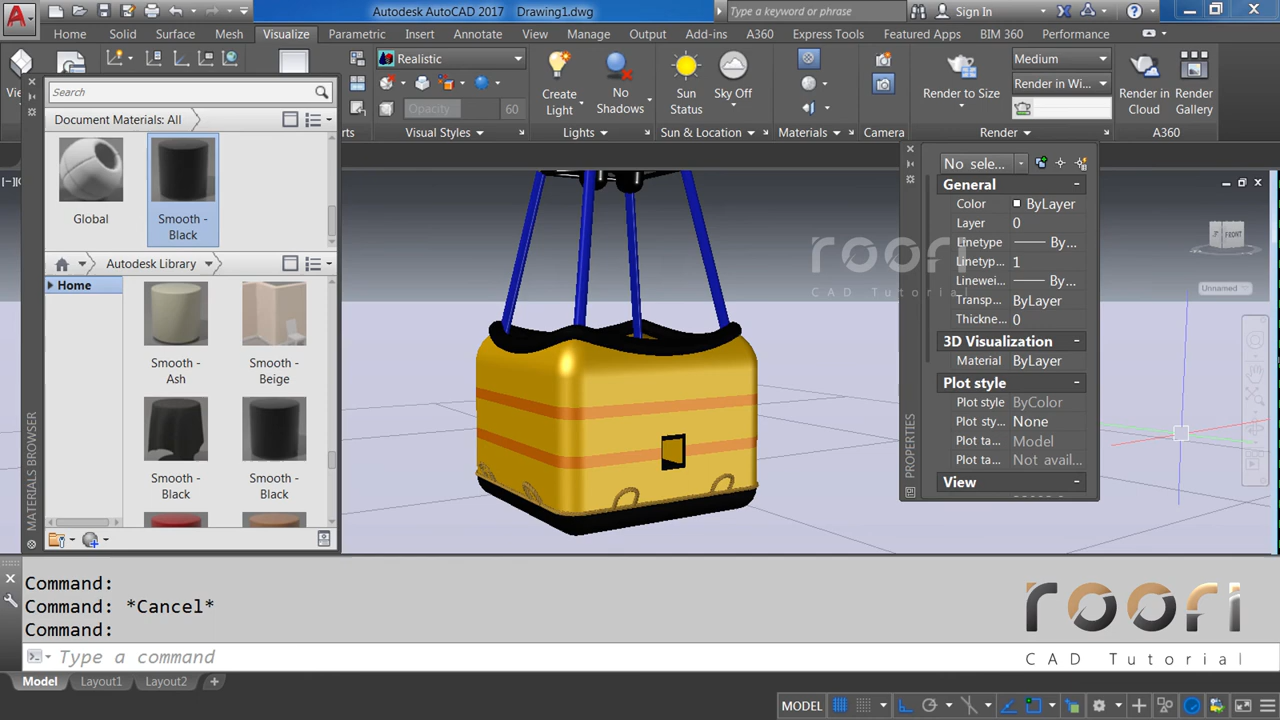 Autodesk AutoCAD 2017 Drawing1.dwg
Type a keyword or phrase
Sign In
Home Solid Surface Mesh Visualize Parametric Insert Annotate View Manage Output Add-ins A360 Express Tools Featured Apps BIM 360 Performance
Realistic
Opacity 60
Visual Styles
Create
Light
No
Shadows
Lights
Sun
Status
Sky Off
Sun & Location
Materials
Camera
Render to Size
Medium
Render in Wi...
Render
Render in
Cloud
Render
Gallery
A360
Search
Document Materials: All
Global
Smooth -
Black
Autodesk Library
Home
Smooth -
Ash
Smooth -
Beige
Smooth -
Black
Smooth -
Black
MATERIALS BROWSER
No sele...
General
Color ByLayer
Layer 0
Linetype By...
Linetyp... 1
Linewei... By...
Transp... ByLayer
Thickne... 0
3D Visualization
Material ByLayer
Plot style
Plot style ByColor
Plot sty... None
Plot ta... Model
Plot ta... Not avail...
View
PROPERTIES
roori
CAD Tutorial
FRONT
Unnamed
Command:
Command: *Cancel*
Command:
Type a command
roori
CAD Tutorial
Model Layout1 Layout2 +
MODEL